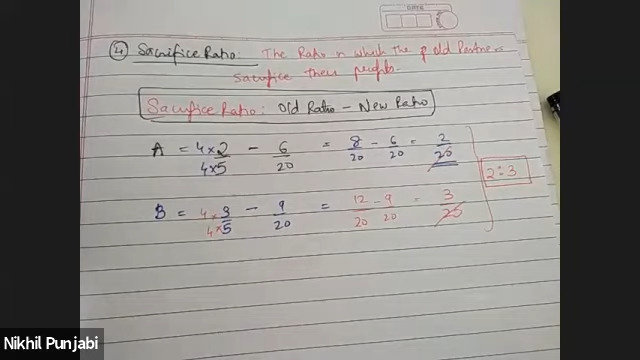 DATE
④ Sacrifice Ratio: The Ratio in which the p old Partners
Sacrifice their profits.
Sacrifice Ratio: Old Ratio - New Ratio
A = 4×2/4×5 - 6/20 = 8/20 - 6/20 = 2/20
B = 4×3/4×5 - 9/20 = 12/20 - 9/20 = 3/20
2:3
Nikhil Punjabi